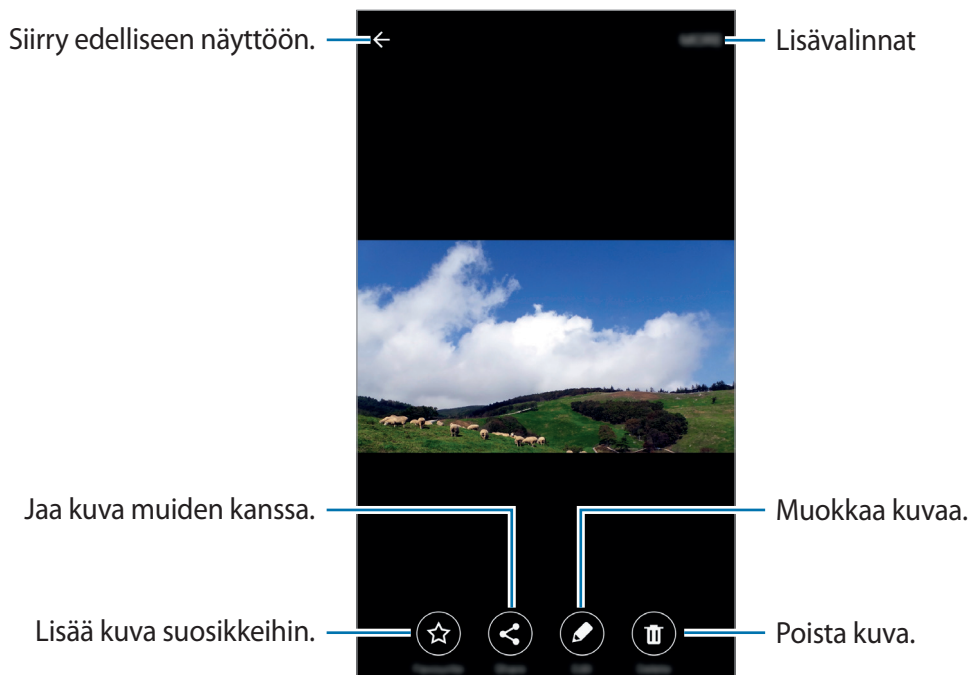 Siirry edelliseen näyttöön.
Lisävalinnat
Jaa kuva muiden kanssa.
Muokkaa kuvaa.
Lisää kuva suosikkeihin.
Poista kuva.